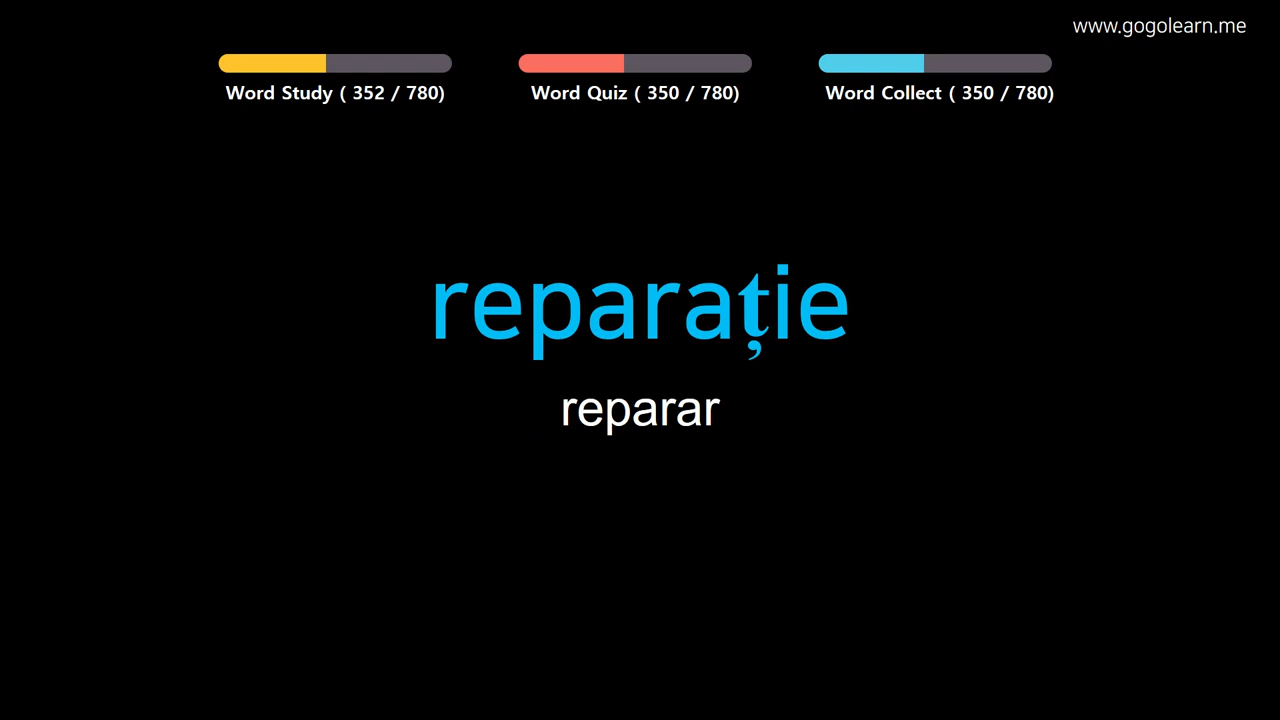 www.gogolearn.me
Word Study ( 352 / 780)
Word Quiz ( 350 / 780)
Word Collect ( 350 / 780)
reparație
reparar